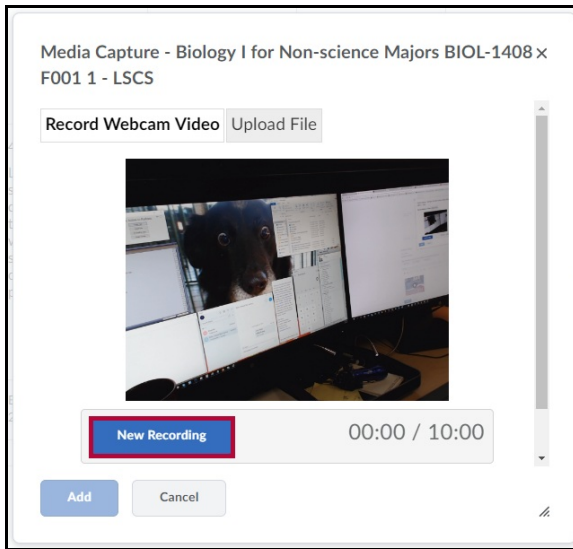 Media Capture - Biology I for Non-science Majors BIOL-1408 ×
F001 1 - LSCS
Record Webcam Video Upload File
New Recording 00:00 / 10:00
Add Cancel